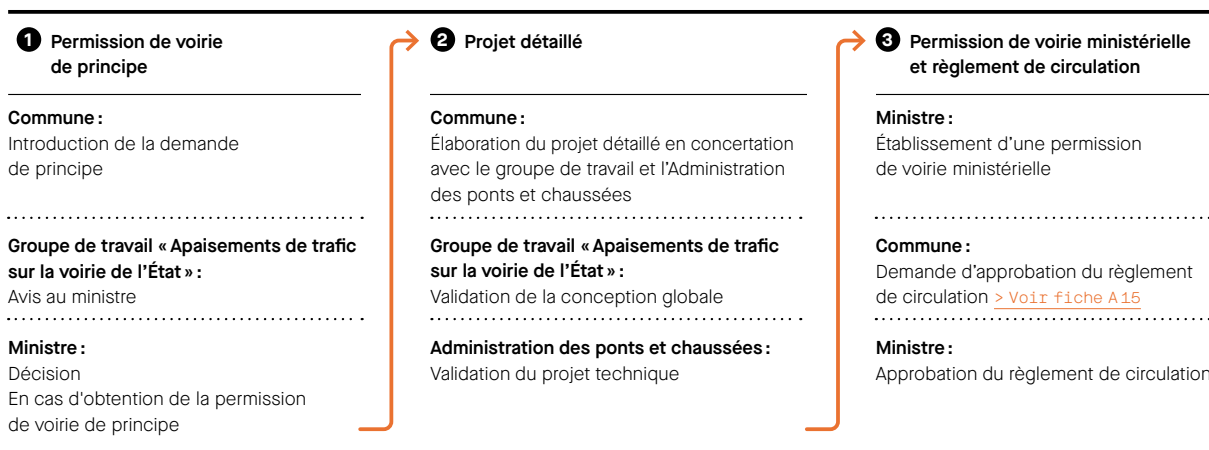 1 Permission de voirie
de principe
Commune :
Introduction de la demande
de principe
Groupe de travail « Apaisements de trafic
sur la voirie de l'État » :
Avis au ministre
Ministre :
Décision
En cas d'obtention de la permission
de voirie de principe
2 Projet détaillé
Commune :
Élaboration du projet détaillé en concertation
avec le groupe de travail et l'Administration
des ponts et chaussées
Groupe de travail « Apaisements de trafic
sur la voirie de l'État » :
Validation de la conception globale
Administration des ponts et chaussées :
Validation du projet technique
3 Permission de voirie ministérielle
et règlement de circulation
Ministre :
Établissement d'une permission
de voirie ministérielle
Commune :
Demande d'approbation du règlement
de circulation > Voir fiche A 15
Ministre :
Approbation du règlement de circulation